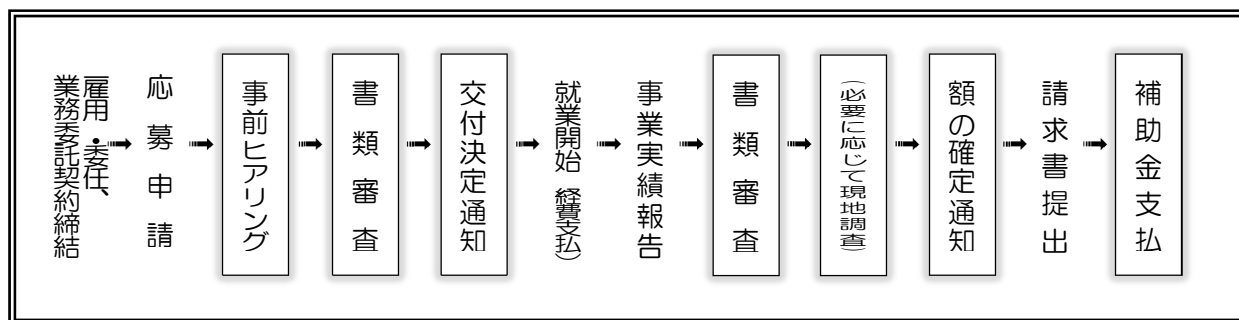 雇用・委任、
業務委託契約締結
応募申請
事前ヒアリング
書類審査
交付決定通知
就業開始（経費支払）
事業実績報告
書類審査
（必要に応じて現地調査）
額の確定通知
請求書提出
補助金支払